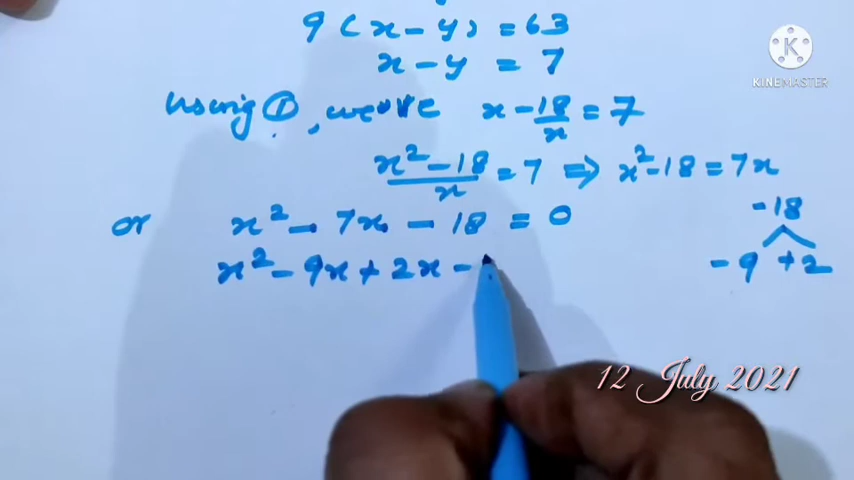 9 (x - y) = 63
x - y = 7
Using ①, we've x - 18/x = 7
x² - 18/x = 7 ⇒ x² - 18 = 7x
or x² - 7x - 18 = 0
-18
x² - 9x + 2x -
-9 +2
KINEMASTER
12 July 2021